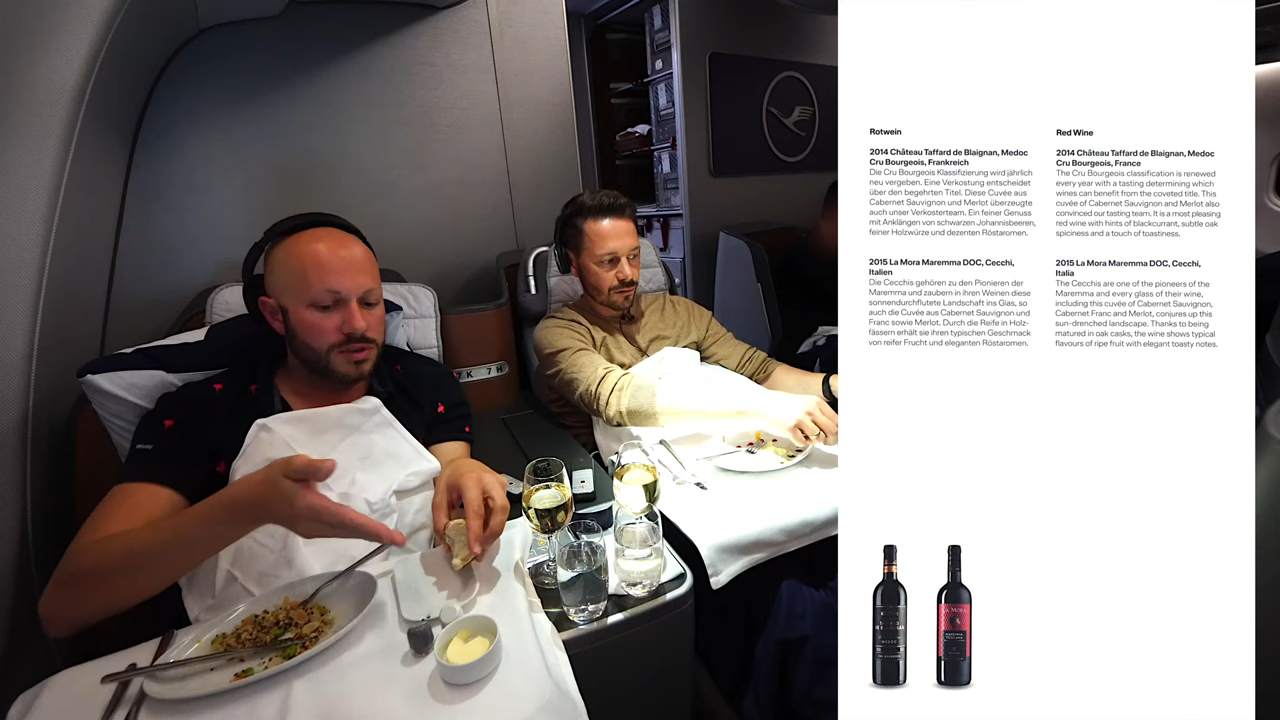 7K 7H
Rotwein
2014 Château Taffard de Blaignan, Medoc
Cru Bourgeois, Frankreich
Die Cru Bourgeois Klassifizierung wird jährlich
neu vergeben. Eine Verkostung entscheidet
über den begehrten Titel. Diese Cuvée aus
Cabernet Sauvignon und Merlot überzeugte
auch unser Verkosterteam. Ein feiner Genuss
mit Anklängen von schwarzen Johannisbeeren,
feiner Holzwürze und dezenten Röstaromen.
2015 La Mora Maremma DOC, Cecchi,
Italien
Die Cecchis gehören zu den Pionieren der
Maremma und zaubern in ihren Weinen diese
sonnendurchflutete Landschaft ins Glas, so
auch die Cuvée aus Cabernet Sauvignon und
Franc sowie Merlot. Durch die Reife in Holz-
fässern erhält sie ihren typischen Geschmack
von reifer Frucht und eleganten Röstaromen.
Red Wine
2014 Château Taffard de Blaignan, Medoc
Cru Bourgeois, France
The Cru Bourgeois classification is renewed
every year with a tasting determining which
wines can benefit from the coveted title. This
cuvée of Cabernet Sauvignon and Merlot also
convinced our tasting team. It is a most pleasing
red wine with hints of blackcurrant, subtle oak
spiciness and a touch of toastiness.
2015 La Mora Maremma DOC, Cecchi,
Italia
The Cecchis are one of the pioneers of the
Maremma and every glass of their wine,
including this cuvée of Cabernet Sauvignon,
Cabernet Franc and Merlot, conjures up this
sun-drenched landscape. Thanks to being
matured in oak casks, the wine shows typical
flavours of ripe fruit with elegant toasty notes.
MEDOC
LA MORA
MAREMMA
TOSCANA